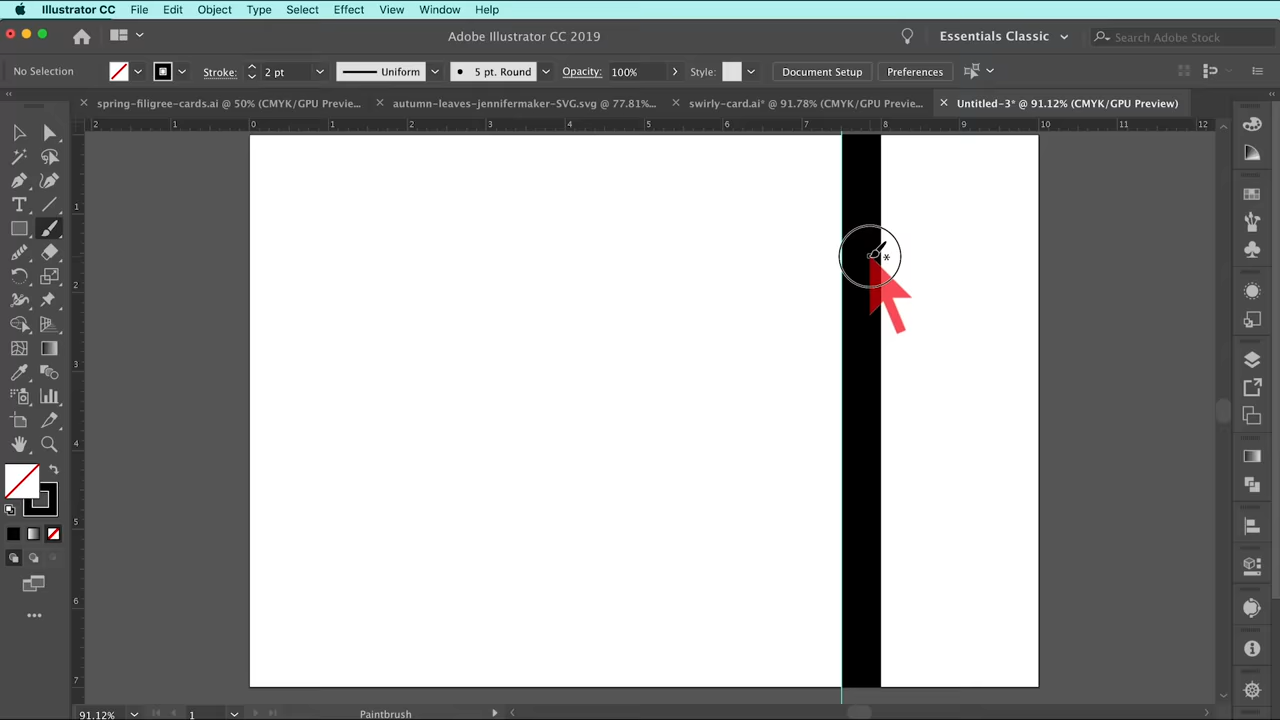 Illustrator CC File Edit Object Type Select Effect View Window Help
Adobe Illustrator CC 2019 Essentials Classic Search Adobe Stock
No Selection Stroke: 2 pt Uniform 5 pt. Round Opacity: 100% Style: Document Setup Preferences
spring-filigree-cards.ai @ 50% (CMYK/GPU Previe... autumn-leaves-jennifermaker-SVG.svg @ 77.81%... swirly-card.ai* @ 91.78% (CMYK/GPU Previe... Untitled-3* @ 91.12% (CMYK/GPU Preview)
2 1 0 1 2 3 4 5 6 7 8 9 10 11 12
1
2
3
4
5
6
7
91.12% 1 Paintbrush